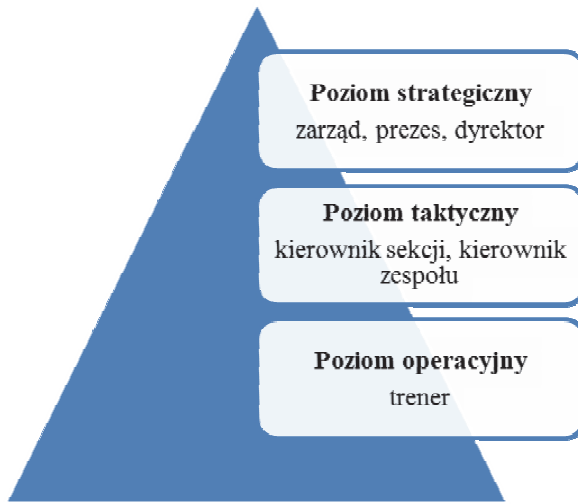 Poziom strategiczny
zarząd, prezes, dyrektor
Poziom taktyczny
kierownik sekcji, kierownik
zespołu
Poziom operacyjny
trener